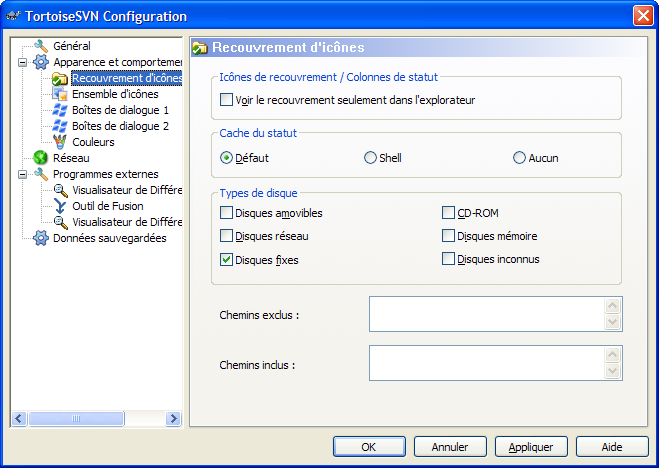 TortoiseSVN Configuration
Général
Apparence et comportemen
Recouvrement d'icônes
Ensemble d'icônes
Boîtes de dialogue 1
Boîtes de dialogue 2
Couleurs
Réseau
Programmes externes
Visualisateur de Différe
Outil de Fusion
Visualisateur de Différe
Données sauvegardées
Recouvrement d'icônes
Icônes de recouvrement / Colonnes de statut
Voir le recouvrement seulement dans l'explorateur
Cache du statut
Défaut Shell Aucun
Types de disque
Disques amovibles CD-ROM
Disques réseau Disques mémoire
Disques fixes Disques inconnus
Chemins exclus :
Chemins inclus :
OK Annuler Appliquer Aide